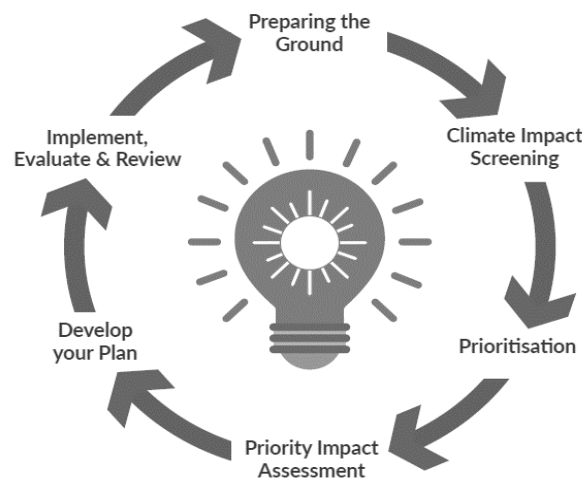 Preparing the
Ground
Climate Impact
Screening
Prioritisation
Priority Impact
Assessment
Develop
your Plan
Implement,
Evaluate & Review